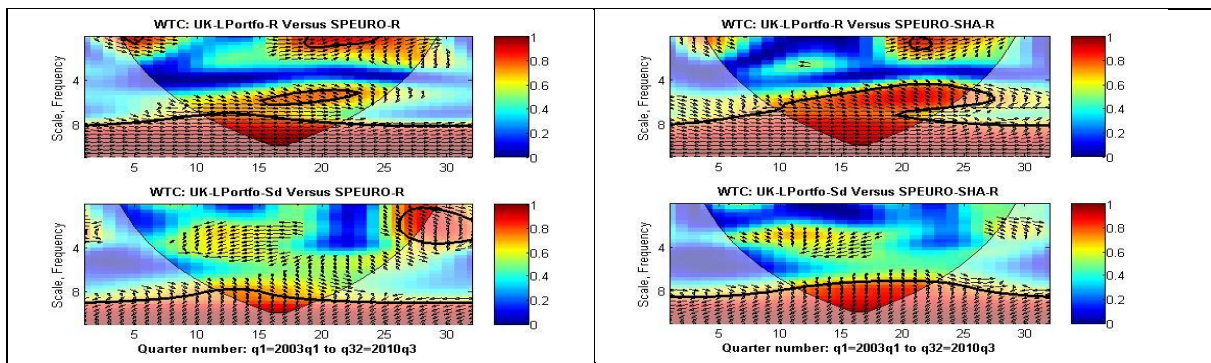 WTC: UK-LPortfo-R Versus SPEURO-R
Scale, Frequency
4
8
5 10 15 20 25 30
1
0.8
0.6
0.4
0.2
0
WTC: UK-LPortfo-R Versus SPEURO-SHA-R
Scale, Frequency
4
8
5 10 15 20 25 30
1
0.8
0.6
0.4
0.2
0
WTC: UK-LPortfo-Sd Versus SPEURO-R
Scale, Frequency
4
8
5 10 15 20 25 30
1
0.8
0.6
0.4
0.2
0
Quarter number: q1=2003q1 to q32=2010q3
WTC: UK-LPortfo-Sd Versus SPEURO-SHA-R
Scale, Frequency
4
8
5 10 15 20 25 30
1
0.8
0.6
0.4
0.2
0
Quarter number: q1=2003q1 to q32=2010q3